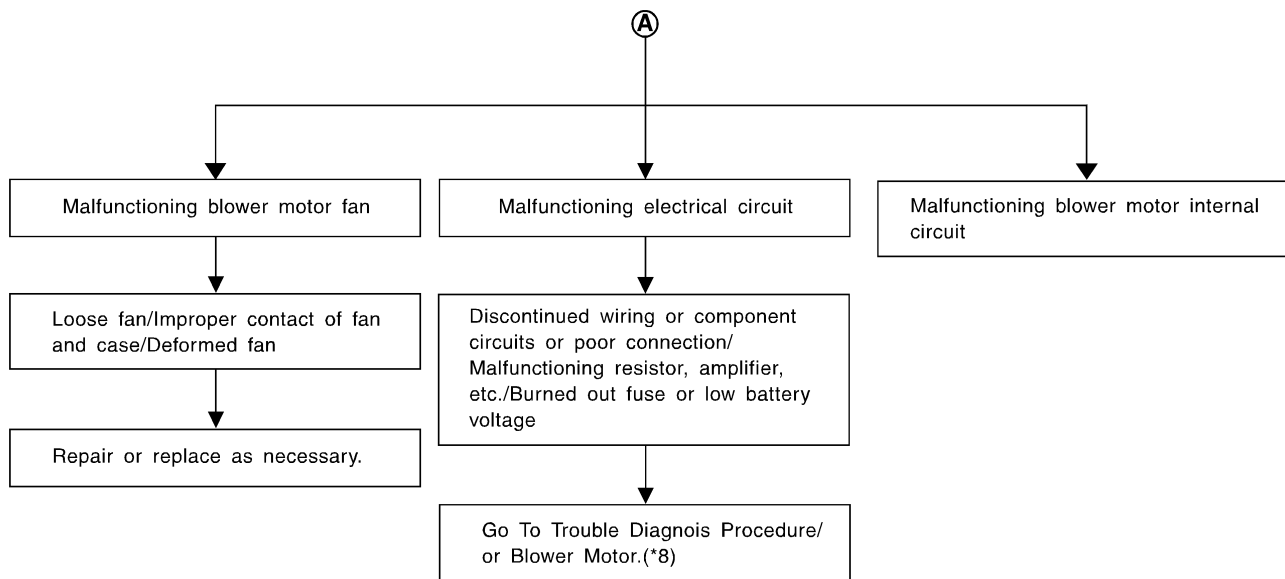 A
Malfunctioning blower motor fan
Malfunctioning electrical circuit
Malfunctioning blower motor internal
circuit
Loose fan/Improper contact of fan
and case/Deformed fan
Discontinued wiring or component
circuits or poor connection/
Malfunctioning resistor, amplifier,
etc./Burned out fuse or low battery
voltage
Repair or replace as necessary.
Go To Trouble Diagnois Procedure/
or Blower Motor.(*8)